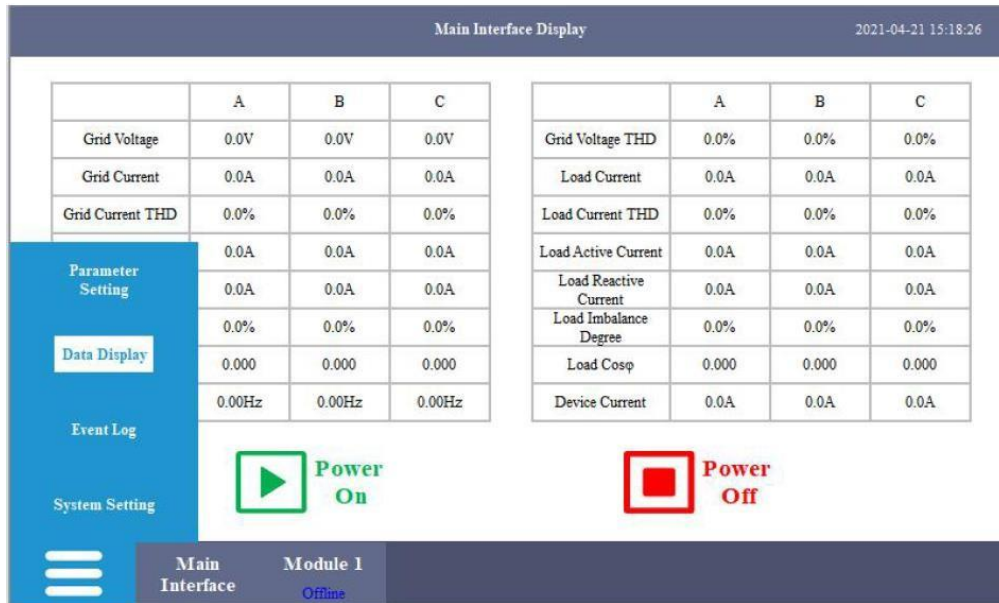 Main Interface Display
2021-04-21 15:18:26
A B C
Grid Voltage 0.0V 0.0V 0.0V
Grid Current 0.0A 0.0A 0.0A
Grid Current THD 0.0% 0.0% 0.0%
0.0A 0.0A 0.0A
0.0A 0.0A 0.0A
0.0% 0.0% 0.0%
0.000 0.000 0.000
0.00Hz 0.00Hz 0.00Hz
A B C
Grid Voltage THD 0.0% 0.0% 0.0%
Load Current 0.0A 0.0A 0.0A
Load Current THD 0.0% 0.0% 0.0%
Load Active Current 0.0A 0.0A 0.0A
Load Reactive
Current 0.0A 0.0A 0.0A
Load Imbalance
Degree 0.0% 0.0% 0.0%
Load Cosφ 0.000 0.000 0.000
Device Current 0.0A 0.0A 0.0A
Parameter
Setting
Data Display
Event Log
System Setting
Power
On
Power
Off
Main
Interface
Module 1
Offline